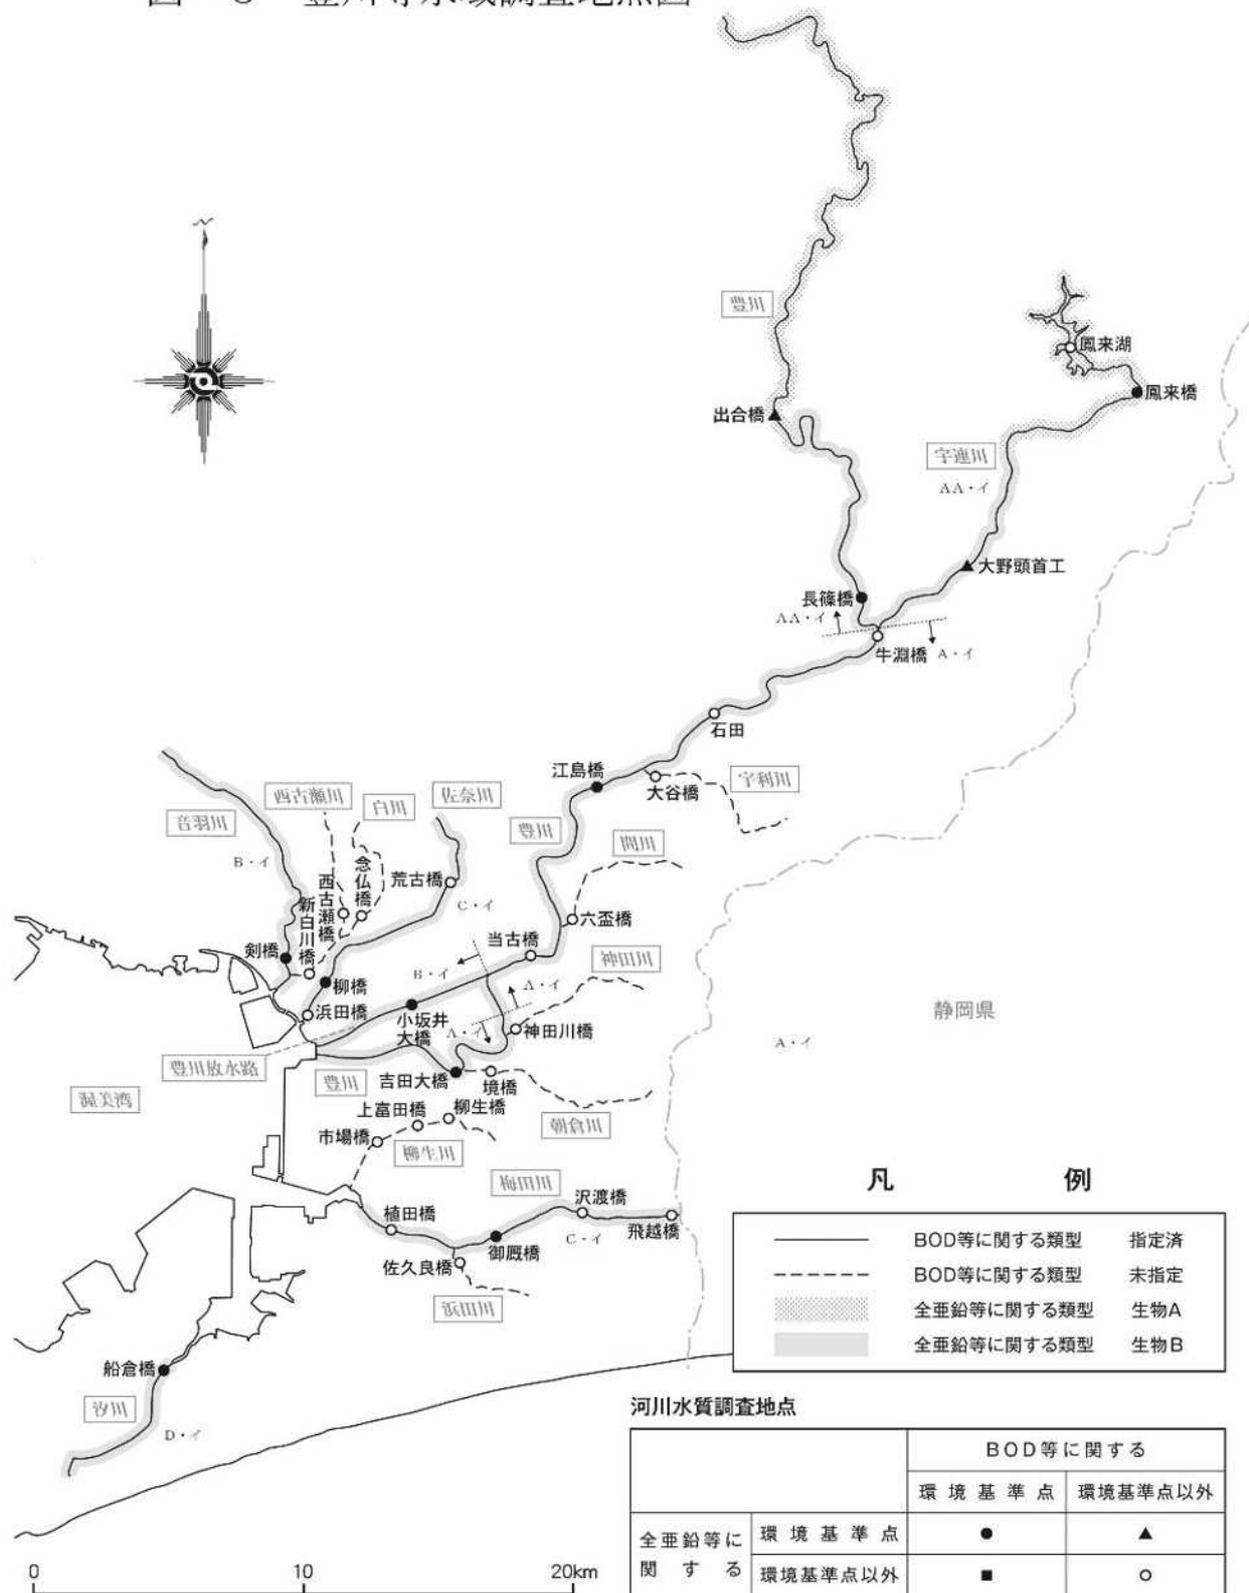 豊川
鳳来湖
鳳来橋
出合橋
宇連川
AA・イ
大野頭首工
長篠橋
AA・イ
牛淵橋
A・イ
石田
江島橋
大谷橋
宇利川
西古瀬川
白川
佐奈川
音羽川
豊川
間川
B・イ
念仏橋
西古瀬橋
新白川橋
荒古橋
C・イ
六盃橋
当古橋
剣橋
神田川
B・イ
柳橋
A・イ
浜田橋
小坂井
大橋
A・イ
神田川橋
静岡県
A・イ
豊川放水路
豊川
吉田大橋
境橋
渥美湾
上富田橋
柳生橋
朝倉川
市場橋
柳生川
梅田川
沢渡橋
植田橋
飛越橋
御厩橋
C・イ
佐久良橋
浜田川
船倉橋
汐川
D・イ
凡例
BOD等に関する類型 指定済
BOD等に関する類型 未指定
全亜鉛等に関する類型 生物A
全亜鉛等に関する類型 生物B
河川水質調査地点
BOD等に関する
環境基準点 環境基準点以外
全亜鉛等に関する
環境基準点 ● ▲
環境基準点以外 ■ ○
0 10 20km